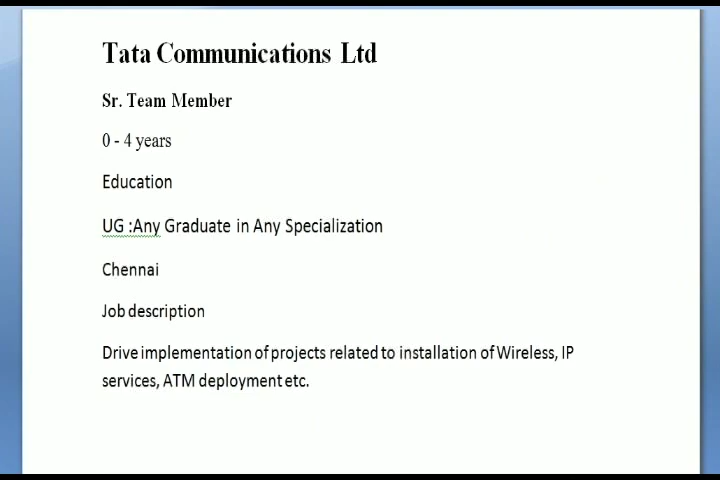 Tata Communications Ltd
Sr. Team Member
0 - 4 years
Education
UG :Any Graduate in Any Specialization
Chennai
Job description
Drive implementation of projects related to installation of Wireless, IP
services, ATM deployment etc.